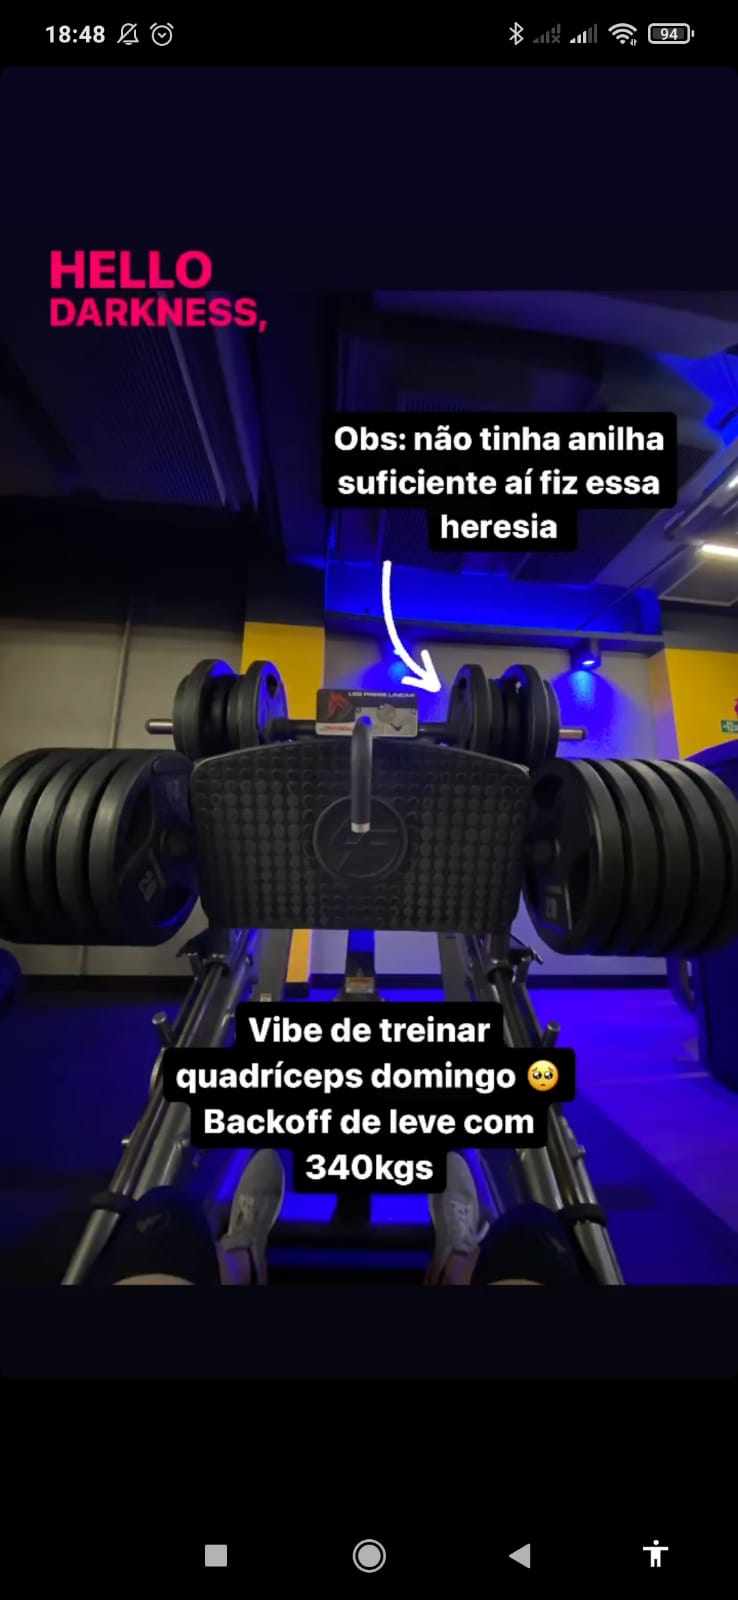 18:48
94
HELLO
DARKNESS,
Obs: não tinha anilha
suficiente aí fiz essa
heresia
LEG PRESS LINEAR
Vibe de treinar
quadríceps domingo 🥺
Backoff de leve com
340kgs